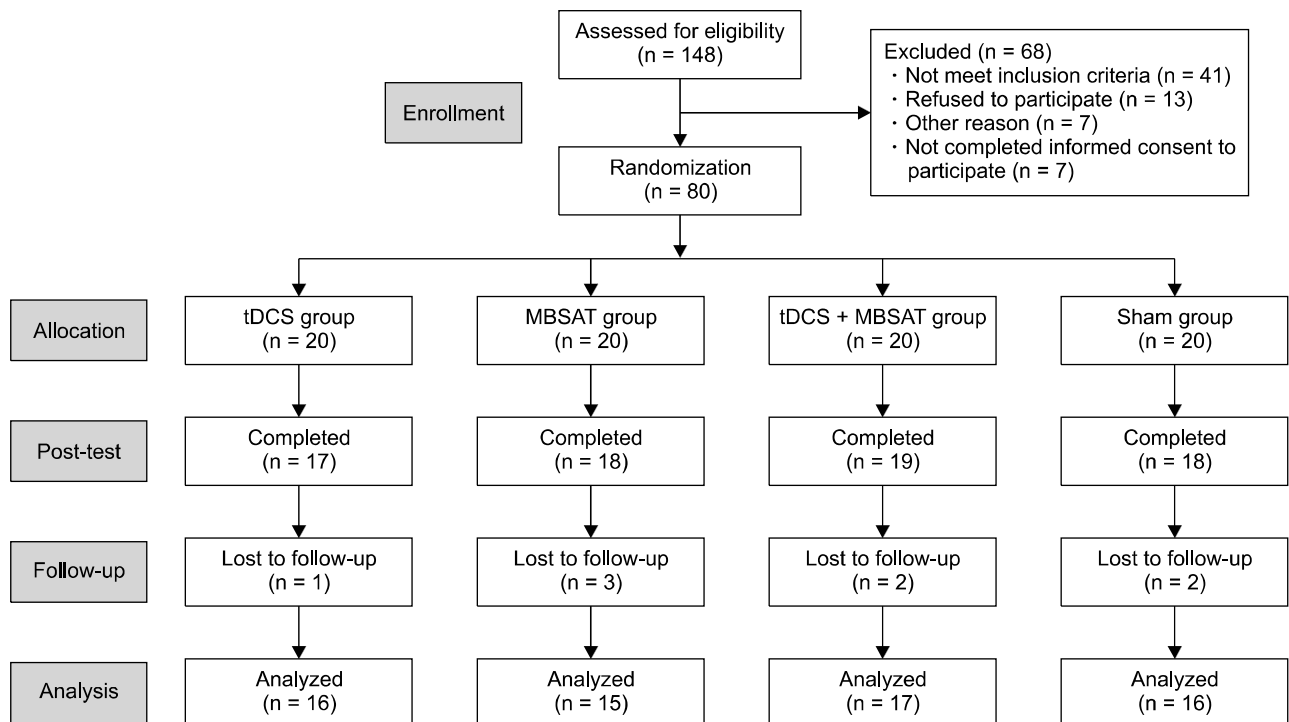 Assessed for eligibility
(n = 148)
Excluded (n = 68)
· Not meet inclusion criteria (n = 41)
· Refused to participate (n = 13)
· Other reason (n = 7)
· Not completed informed consent to
participate (n = 7)
Enrollment
Randomization
(n = 80)
Allocation
tDCS group
(n = 20)
MBSAT group
(n = 20)
tDCS + MBSAT group
(n = 20)
Sham group
(n = 20)
Post-test
Completed
(n = 17)
Completed
(n = 18)
Completed
(n = 19)
Completed
(n = 18)
Follow-up
Lost to follow-up
(n = 1)
Lost to follow-up
(n = 3)
Lost to follow-up
(n = 2)
Lost to follow-up
(n = 2)
Analysis
Analyzed
(n = 16)
Analyzed
(n = 15)
Analyzed
(n = 17)
Analyzed
(n = 16)